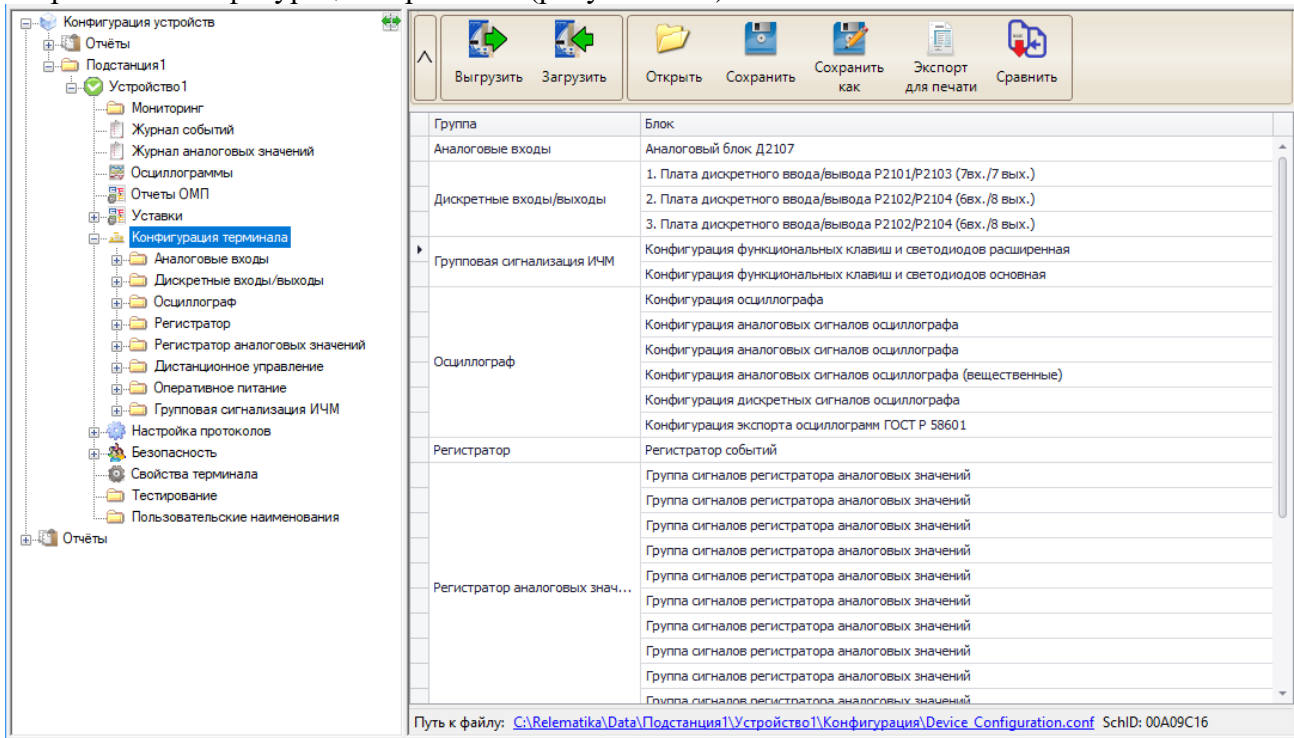 Конфигурация устройств
Отчёты
Подстанция1
Устройство1
Мониторинг
Журнал событий
Журнал аналоговых значений
Осциллограммы
Отчеты ОМП
Уставки
Конфигурация терминала
Аналоговые входы
Дискретные входы/выходы
Осциллограф
Регистратор
Регистратор аналоговых значений
Дистанционное управление
Оперативное питание
Групповая сигнализация ИЧМ
Настройка протоколов
Безопасность
Свойства терминала
Тестирование
Пользовательские наименования
Отчёты
Выгрузить
Загрузить
Открыть
Сохранить
Сохранить как
Экспорт для печати
Сравнить
Группа Блок
Аналоговые входы Аналоговый блок Д2107
Дискретные входы/выходы
1. Плата дискретного ввода/вывода Р2101/Р2103 (7вх./7 вых.)
2. Плата дискретного ввода/вывода Р2102/Р2104 (6вх./8 вых.)
3. Плата дискретного ввода/вывода Р2102/Р2104 (6вх./8 вых.)
Групповая сигнализация ИЧМ
Конфигурация функциональных клавиш и светодиодов расширенная
Конфигурация функциональных клавиш и светодиодов основная
Осциллограф
Конфигурация осциллографа
Конфигурация аналоговых сигналов осциллографа
Конфигурация аналоговых сигналов осциллографа
Конфигурация аналоговых сигналов осциллографа (вещественные)
Конфигурация дискретных сигналов осциллографа
Конфигурация экспорта осциллограмм ГОСТ Р 58601
Регистратор Регистратор событий
Регистратор аналоговых знач...
Группа сигналов регистратора аналоговых значений
Группа сигналов регистратора аналоговых значений
Группа сигналов регистратора аналоговых значений
Группа сигналов регистратора аналоговых значений
Группа сигналов регистратора аналоговых значений
Группа сигналов регистратора аналоговых значений
Группа сигналов регистратора аналоговых значений
Группа сигналов регистратора аналоговых значений
Группа сигналов регистратора аналоговых значений
Группа сигналов регистратора аналоговых значений
Путь к файлу: C:\Relematika\Data\Подстанция1\Устройство1\Конфигурация\Device_Configuration.conf SchID: 00A09C16